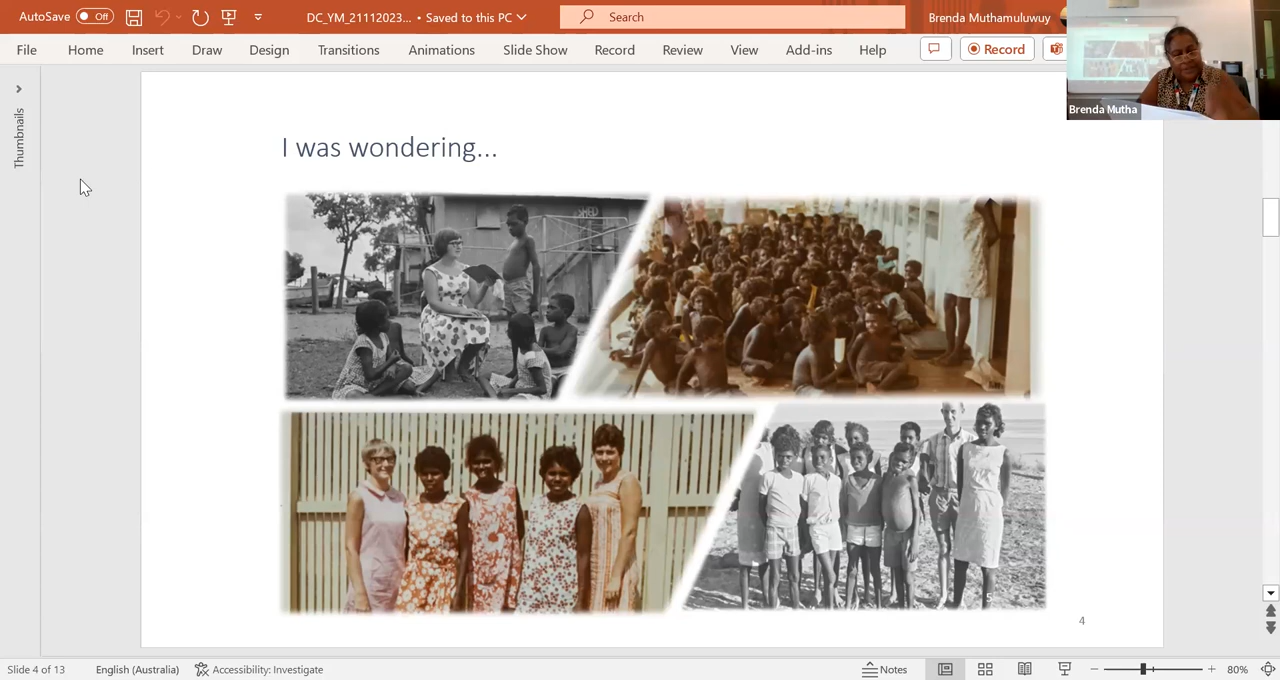 AutoSave Off DC_YM_21112023... • Saved to this PC Search Brenda Muthamuluwuy
File Home Insert Draw Design Transitions Animations Slide Show Record Review View Add-ins Help Record
Brenda Mutha
Thumbnails
I was wondering...
SHED
5
4
Slide 4 of 13 English (Australia) Accessibility: Investigate Notes 80%